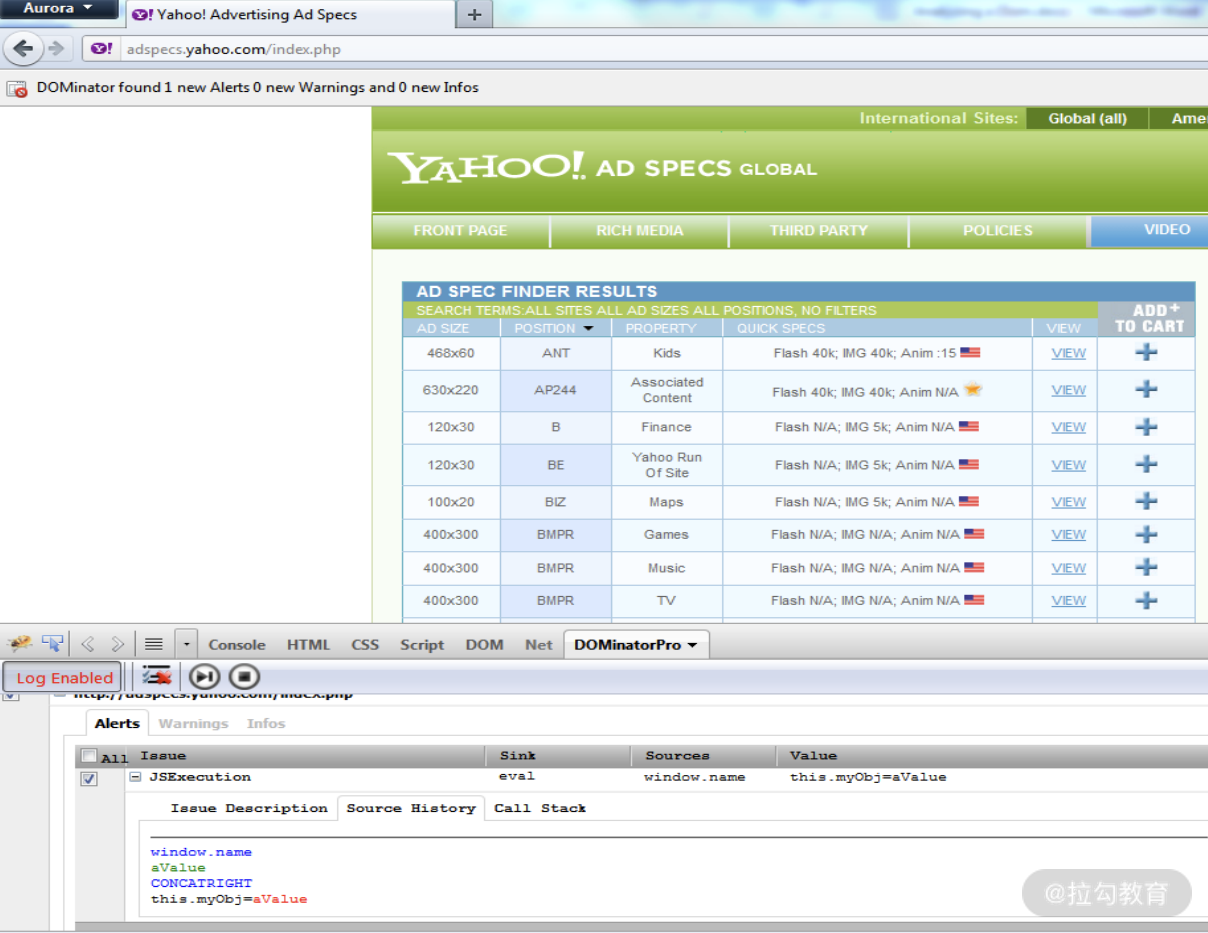 Aurora
Y! Yahoo! Advertising Ad Specs
Y! adspecs.yahoo.com/index.php
DOMinator found 1 new Alerts 0 new Warnings and 0 new Infos
International Sites: Global (all)
YAHOO! AD SPECS GLOBAL
FRONT PAGE RICH MEDIA THIRD PARTY POLICIES VIDEO
AD SPEC FINDER RESULTS
SEARCH TERMS:ALL SITES ALL AD SIZES ALL POSITIONS, NO FILTERS
ADD+
TO CART
AD SIZE POSITION PROPERTY QUICK SPECS VIEW
468x60 ANT Kids Flash 40k; IMG 40k; Anim :15 VIEW
630x220 AP244 Associated Content Flash 40k; IMG 40k; Anim N/A VIEW
120x30 B Finance Flash N/A; IMG 5k; Anim N/A VIEW
120x30 BE Yahoo Run Of Site Flash N/A; IMG 5k; Anim N/A VIEW
100x20 BIZ Maps Flash N/A; IMG 5k; Anim N/A VIEW
400x300 BMPR Games Flash N/A; IMG N/A; Anim N/A VIEW
400x300 BMPR Music Flash N/A; IMG N/A; Anim N/A VIEW
400x300 BMPR TV Flash N/A; IMG N/A; Anim N/A VIEW
Console HTML CSS Script DOM Net DOMinatorPro
Log Enabled
http://adspecs.yahoo.com/index.php
Alerts Warnings Infos
All Issue Sink Sources Value
JSExecution eval window.name this.myObj=aValue
Issue Description Source History Call Stack
window.name
aValue
CONCATRIGHT
this.myObj=aValue
@拉勾教育